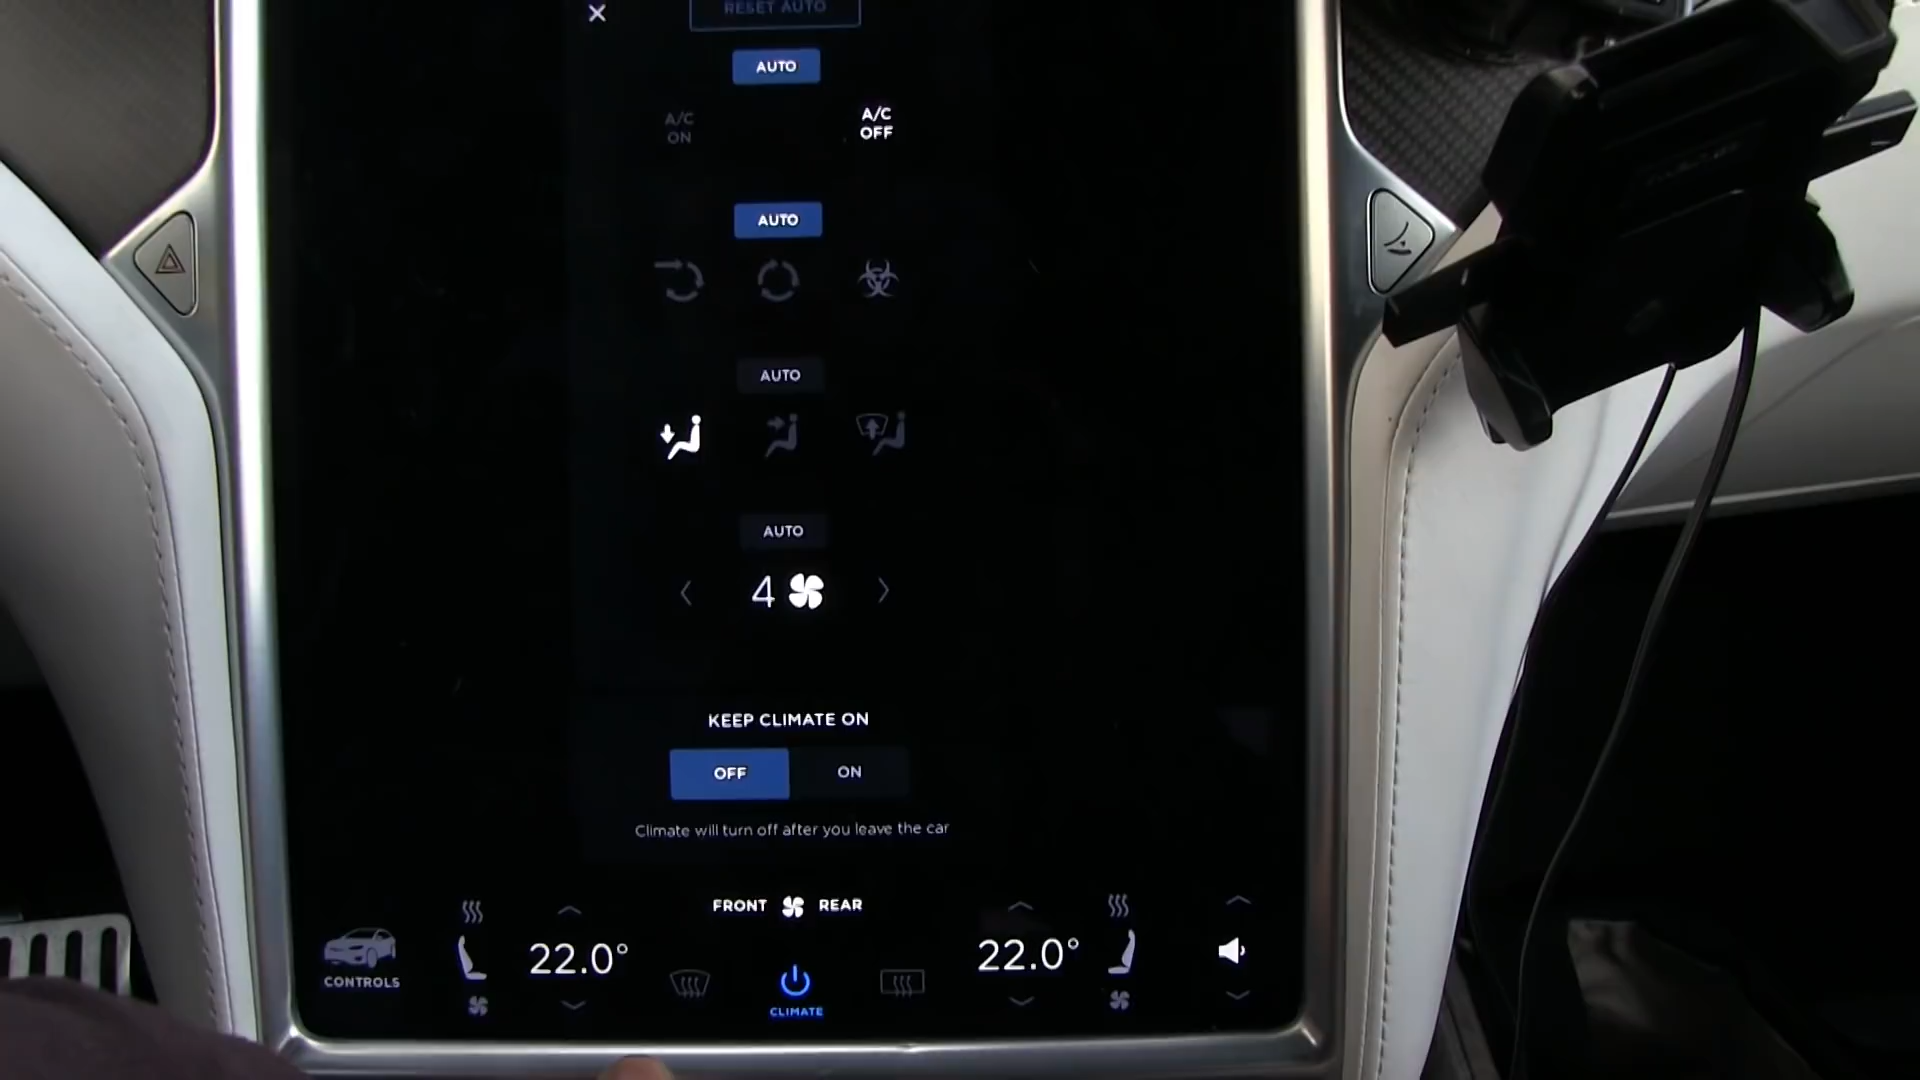 RESET AUTO
AUTO
A/C
ON
A/C
OFF
AUTO
AUTO
AUTO
4
KEEP CLIMATE ON
OFF
ON
Climate will turn off after you leave the car
FRONT REAR
22.0°
22.0°
CONTROLS
CLIMATE